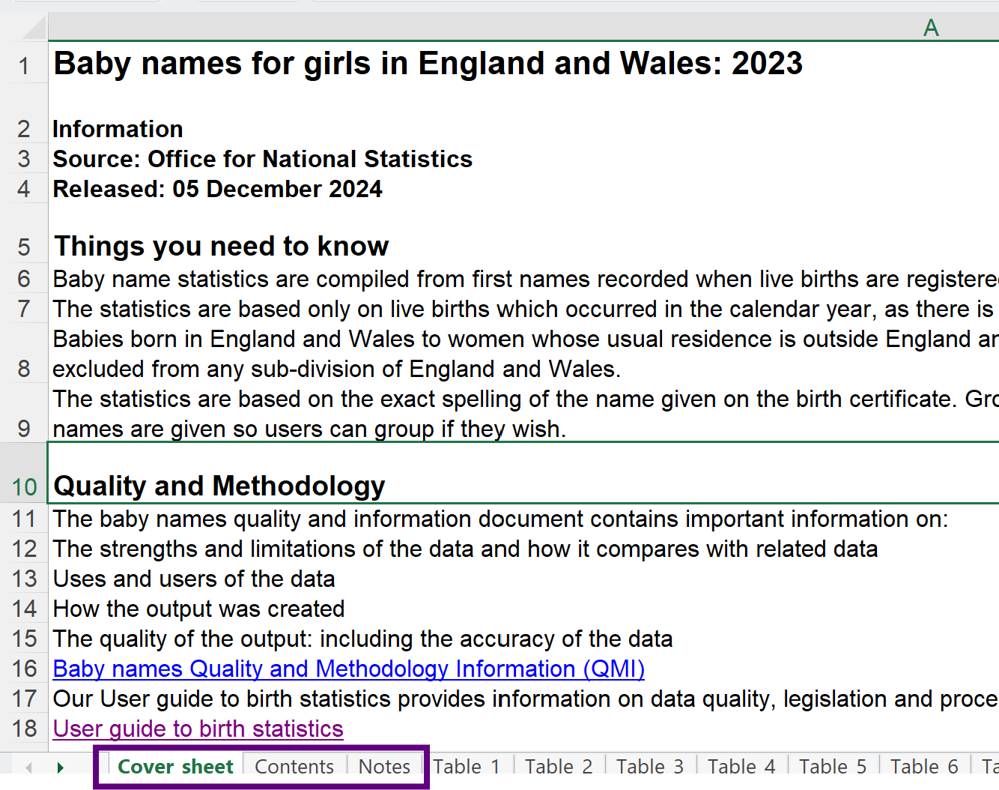 A
1 Baby names for girls in England and Wales: 2023
2 Information
3 Source: Office for National Statistics
4 Released: 05 December 2024
5 Things you need to know
6 Baby name statistics are compiled from first names recorded when live births are registere
7 The statistics are based only on live births which occurred in the calendar year, as there is
Babies born in England and Wales to women whose usual residence is outside England an
8 excluded from any sub-division of England and Wales.
The statistics are based on the exact spelling of the name given on the birth certificate. Gro
9 names are given so users can group if they wish.
10 Quality and Methodology
11 The baby names quality and information document contains important information on:
12 The strengths and limitations of the data and how it compares with related data
13 Uses and users of the data
14 How the output was created
15 The quality of the output: including the accuracy of the data
16 Baby names Quality and Methodology Information (QMI)
17 Our User guide to birth statistics provides information on data quality, legislation and proce
18 User guide to birth statistics
Cover sheet Contents Notes Table 1 Table 2 Table 3 Table 4 Table 5 Table 6 Ta